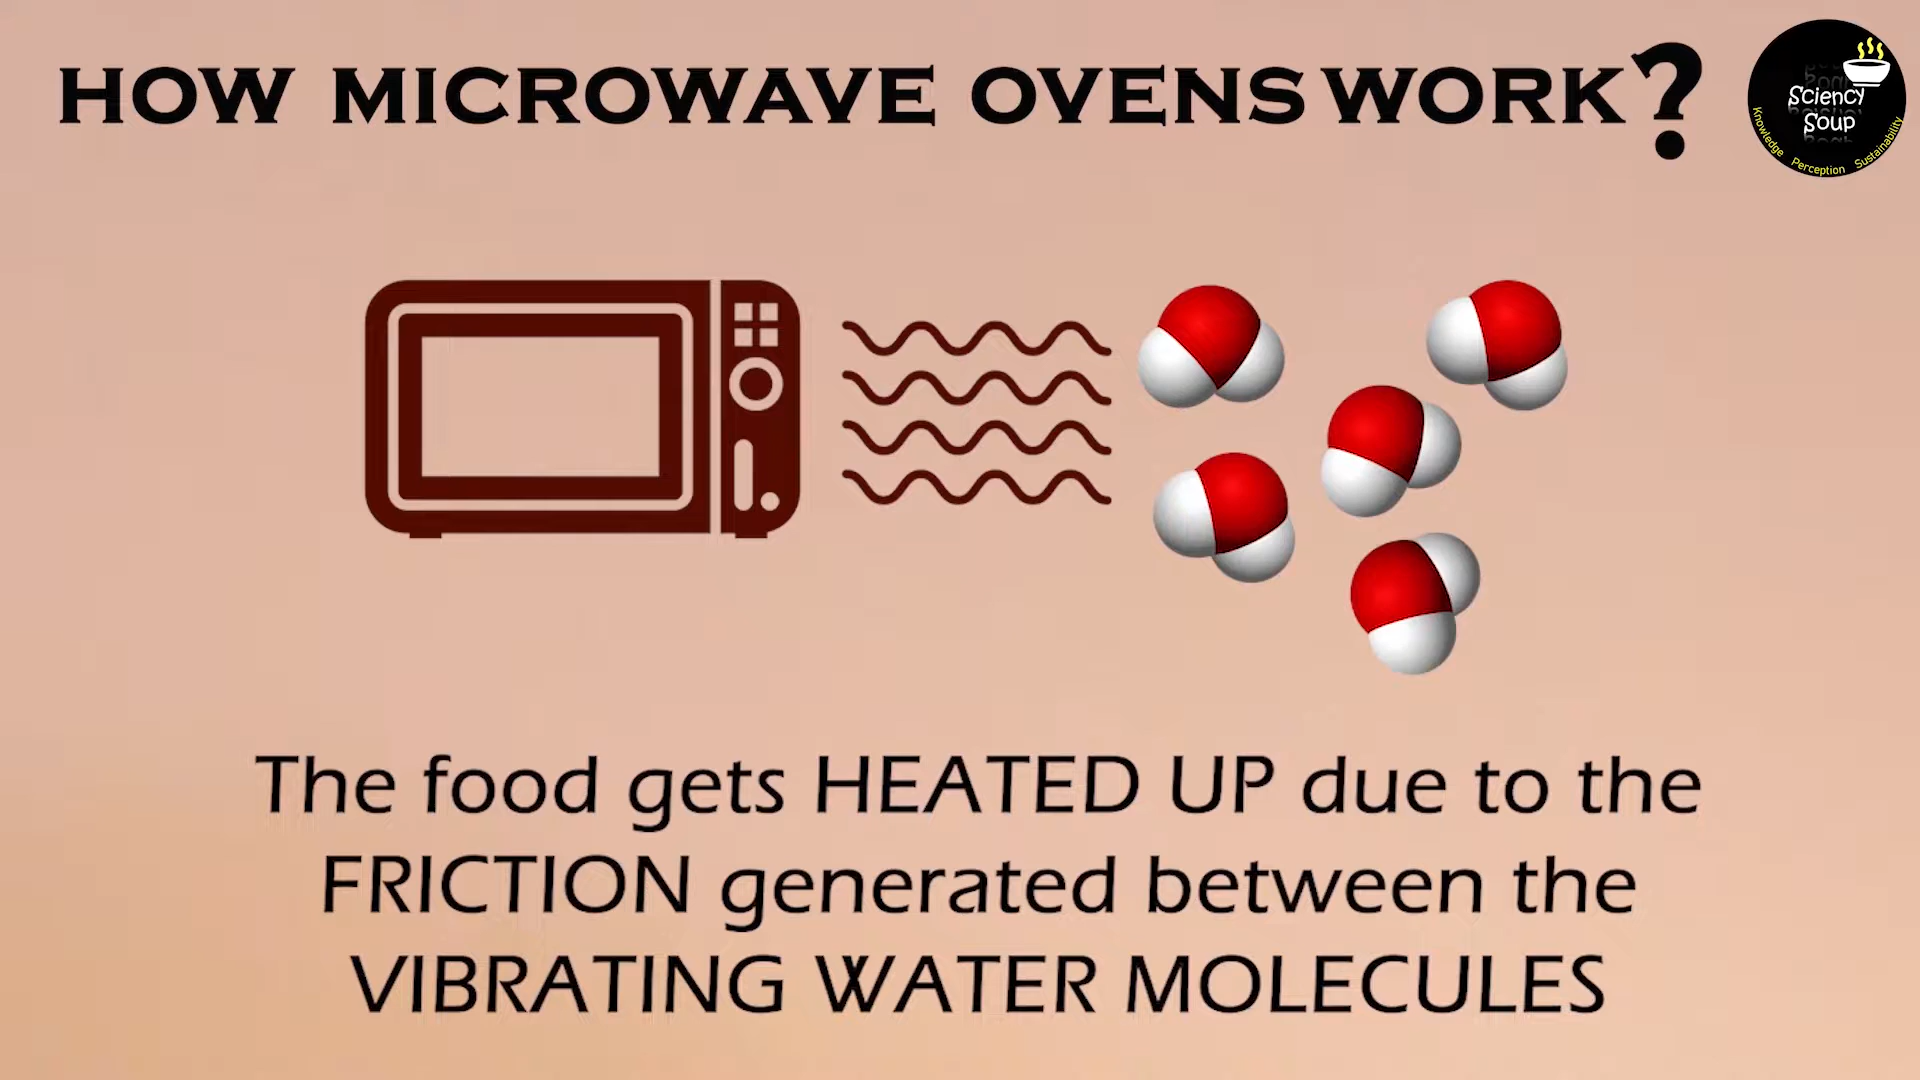 HOW MICROWAVE OVENS WORK?
Sciency
Soup
Knowledge Perception Sustainability
The food gets HEATED UP due to the
FRICTION generated between the
VIBRATING WATER MOLECULES